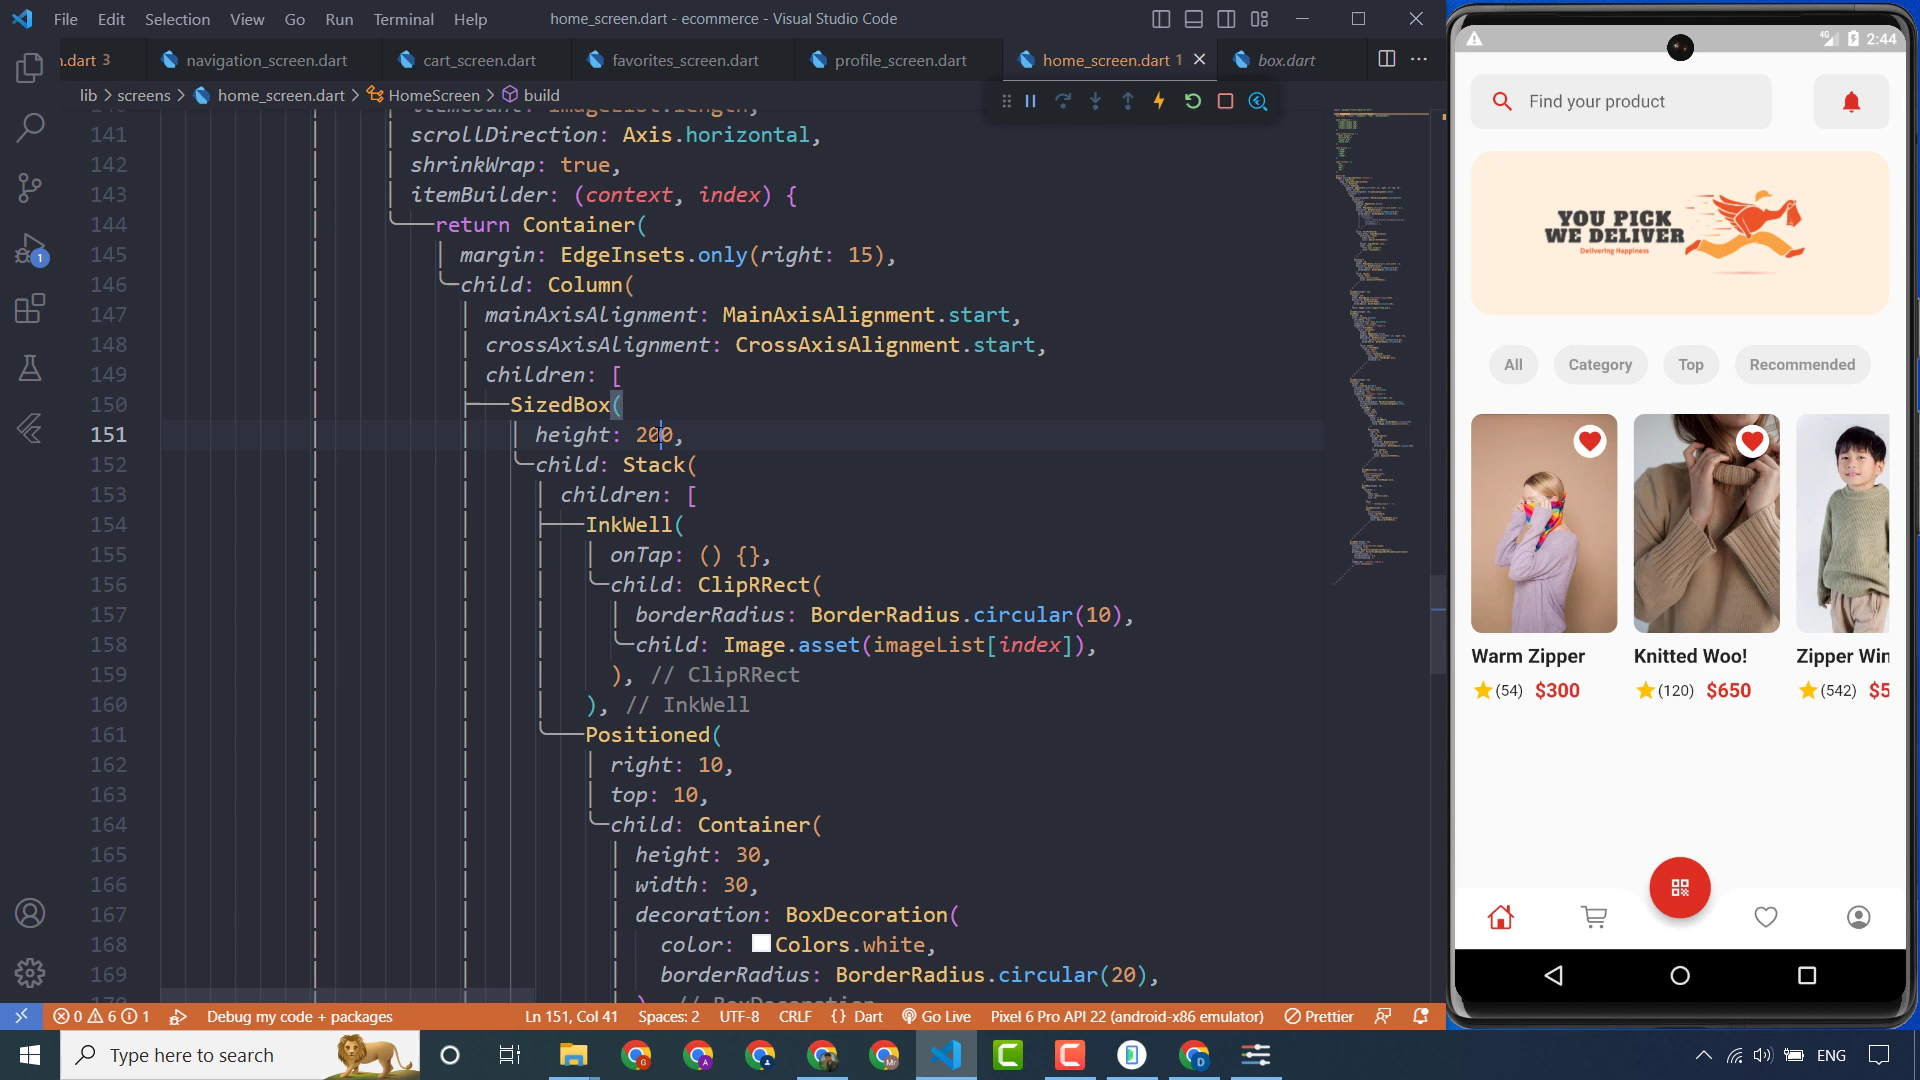 File Edit Selection View Go Run Terminal Help
home_screen.dart - ecommerce - Visual Studio Code
n.dart 3
navigation_screen.dart
cart_screen.dart
favorites_screen.dart
profile_screen.dart
home_screen.dart 1
box.dart
lib > screens > home_screen.dart > HomeScreen > build
141 scrollDirection: Axis.horizontal,
142 shrinkWrap: true,
143 itemBuilder: (context, index) {
144 return Container(
145 margin: EdgeInsets.only(right: 15),
146 child: Column(
147 mainAxisAlignment: MainAxisAlignment.start,
148 crossAxisAlignment: CrossAxisAlignment.start,
149 children: [
150 SizedBox(
151 height: 200,
152 child: Stack(
153 children: [
154 InkWell(
155 onTap: () {},
156 child: ClipRRect(
157 borderRadius: BorderRadius.circular(10),
158 child: Image.asset(imageList[index]),
159 ), // ClipRRect
160 ), // InkWell
161 Positioned(
162 right: 10,
163 top: 10,
164 child: Container(
165 height: 30,
166 width: 30,
167 decoration: BoxDecoration(
168 color: Colors.white,
169 borderRadius: BorderRadius.circular(20),
1
0 6 1
Debug my code + packages
Ln 151, Col 41
Spaces: 2
UTF-8
CRLF
{} Dart
Go Live
Pixel 6 Pro API 22 (android-x86 emulator)
Prettier
Type here to search
ENG
4G
2:44
Find your product
YOU PICK
WE DELIVER
Delivering Happiness
All
Category
Top
Recommended
Warm Zipper
Knitted Woo!
Zipper Win
(54) $300
(120) $650
(542) $5